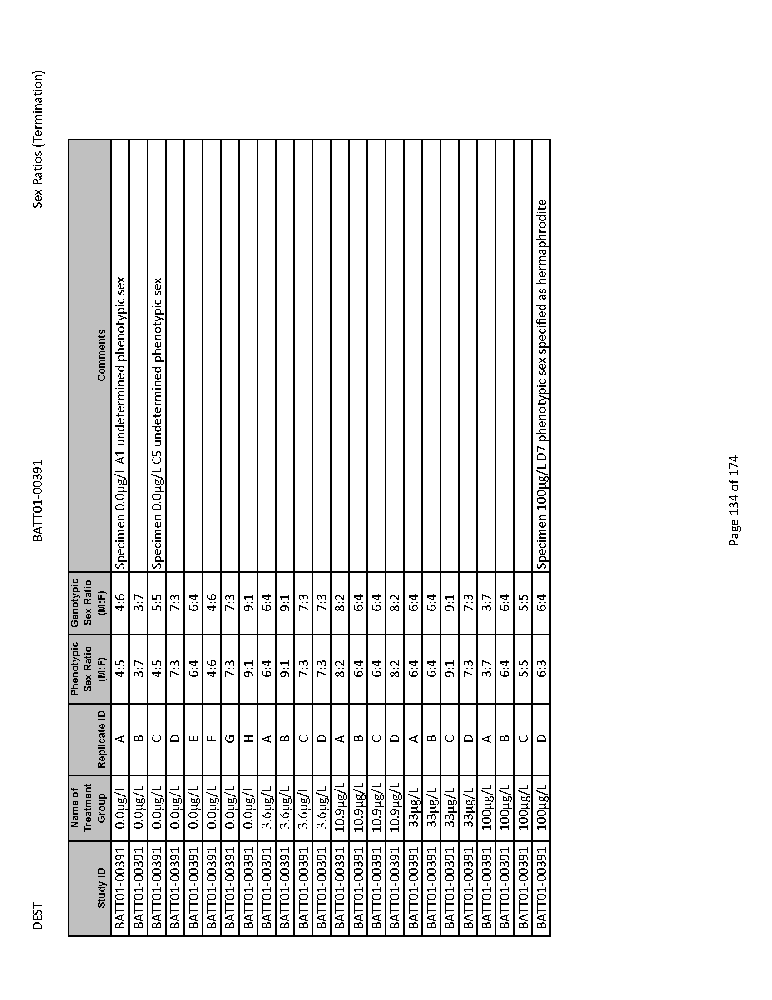 DEST BATT01-00391 Sex Ratios (Termination)
Study ID Name of Treatment Group Replicate ID Phenotypic Sex Ratio (M:F) Genotypic Sex Ratio (M:F) Comments
BATT01-00391 0.0µg/L A 4:5 4:6 Specimen 0.0µg/L A1 undetermined phenotypic sex
BATT01-00391 0.0µg/L B 3:7 3:7
BATT01-00391 0.0µg/L C 4:5 5:5 Specimen 0.0µg/L C5 undetermined phenotypic sex
BATT01-00391 0.0µg/L D 7:3 7:3
BATT01-00391 0.0µg/L E 6:4 6:4
BATT01-00391 0.0µg/L F 4:6 4:6
BATT01-00391 0.0µg/L G 7:3 7:3
BATT01-00391 0.0µg/L H 9:1 9:1
BATT01-00391 3.6µg/L A 6:4 6:4
BATT01-00391 3.6µg/L B 9:1 9:1
BATT01-00391 3.6µg/L C 7:3 7:3
BATT01-00391 3.6µg/L D 7:3 7:3
BATT01-00391 10.9µg/L A 8:2 8:2
BATT01-00391 10.9µg/L B 6:4 6:4
BATT01-00391 10.9µg/L C 6:4 6:4
BATT01-00391 10.9µg/L D 8:2 8:2
BATT01-00391 33µg/L A 6:4 6:4
BATT01-00391 33µg/L B 6:4 6:4
BATT01-00391 33µg/L C 9:1 9:1
BATT01-00391 33µg/L D 7:3 7:3
BATT01-00391 100µg/L A 3:7 3:7
BATT01-00391 100µg/L B 6:4 6:4
BATT01-00391 100µg/L C 5:5 5:5
BATT01-00391 100µg/L D 6:3 6:4 Specimen 100µg/L D7 phenotypic sex specified as hermaphrodite
Page 134 of 174